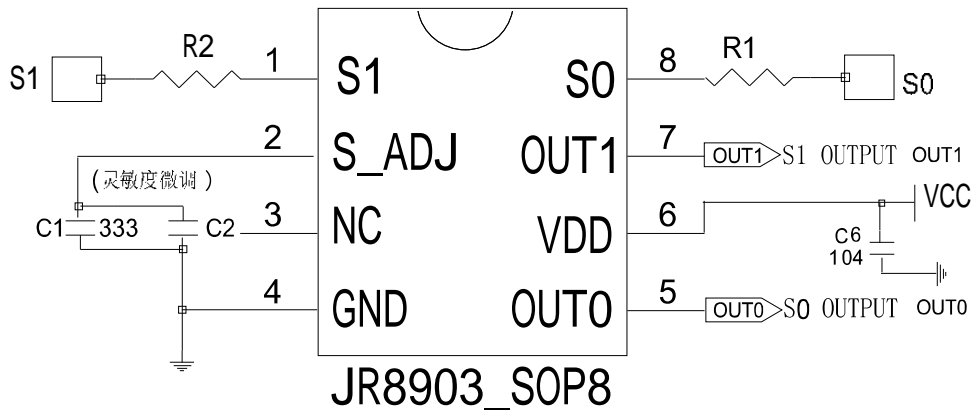 S1 R2 1 S1 S0 8 R1 S0
2 S_ADJ OUT1 7 OUT1 S1 OUTPUT OUT1
(灵敏度微调)
C1 333 C2 3 NC VDD 6 VCC
C6
104
4 GND OUT0 5 OUT0 S0 OUTPUT OUT0
JR8903_SOP8